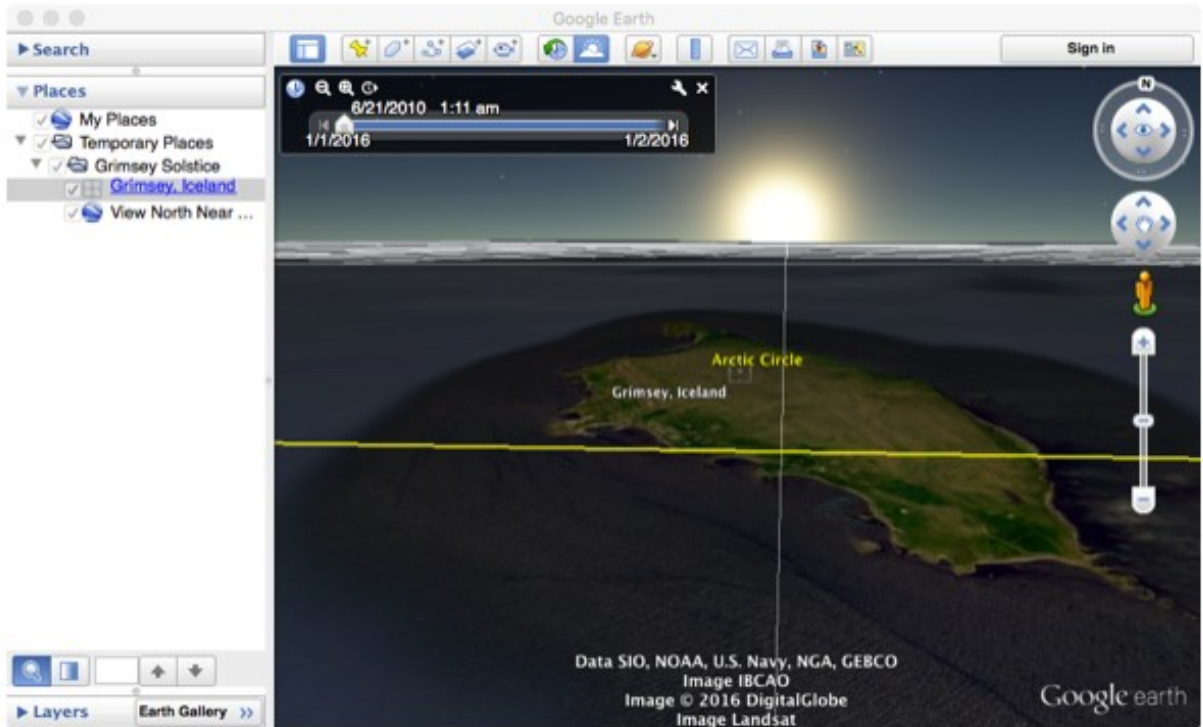 Google Earth
Search
Sign in
Places
My Places
Temporary Places
Grimsey Solstice
Grimsey, Iceland
View North Near ...
Layers
Earth Gallery >>
6/21/2010 1:11 am
1/1/2016 1/2/2016
N
Arctic Circle
Grimsey, Iceland
Data SIO, NOAA, U.S. Navy, NGA, GEBCO
Image IBCAO
Image © 2016 DigitalGlobe
Image Landsat
Google earth